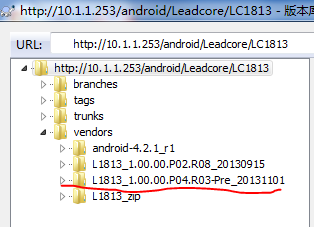 http://10.1.1.253/android/Leadcore/LC1813 - 版本库
URL: http://10.1.1.253/android/Leadcore/LC1813
http://10.1.1.253/android/Leadcore/LC1813
branches
tags
trunks
vendors
android-4.2.1_r1
L1813_1.00.00.P02.R08_20130915
L1813_1.00.00.P04.R03-Pre_20131101
L1813_zip